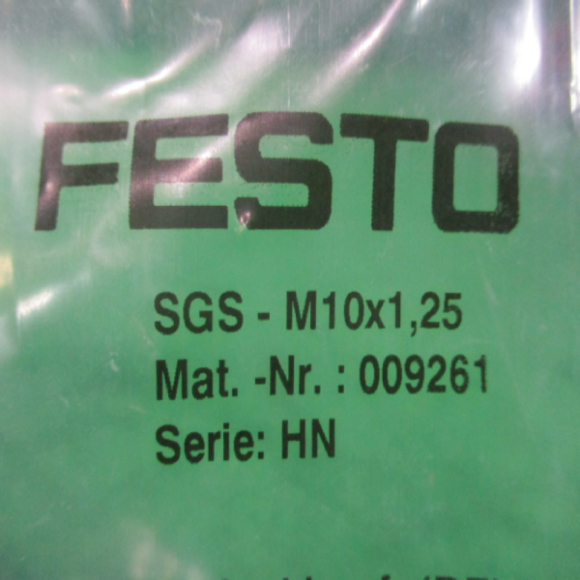 FESTO
SGS - M10x1,25
Mat. -Nr. : 009261
Serie: HN